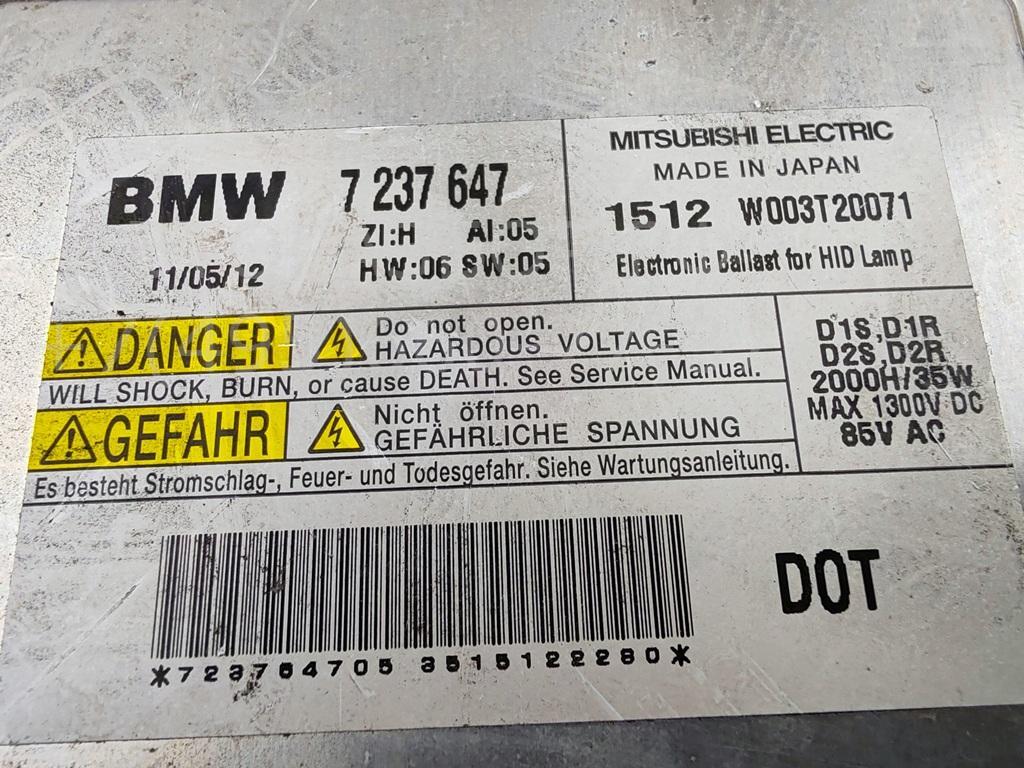 BMW 7 237 647
ZI:H AI:05
11/05/12 HW:06 SW:05
MITSUBISHI ELECTRIC
MADE IN JAPAN
1512 W003T20071
Electronic Ballast for HID Lamp
DANGER Do not open.
HAZARDOUS VOLTAGE
WILL SHOCK, BURN, or cause DEATH. See Service Manual.
GEFAHR Nicht öffnen.
GEFÄHRLICHE SPANNUNG
Es besteht Stromschlag-, Feuer- und Todesgefahr. Siehe Wartungsanleitung.
D1S,D1R
D2S,D2R
2000H/35W
MAX 1300V DC
85V AC
DOT
*723764705 3515122280*